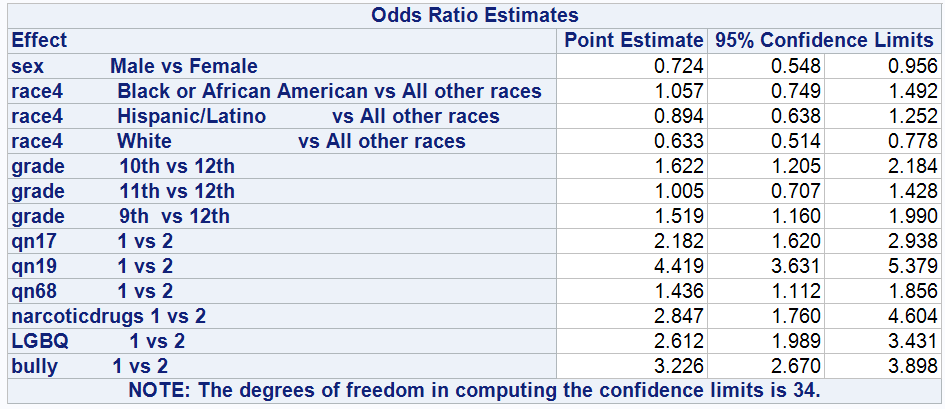 Odds Ratio Estimates
Effect Point Estimate 95% Confidence Limits
sex Male vs Female 0.724 0.548 0.956
race4 Black or African American vs All other races 1.057 0.749 1.492
race4 Hispanic/Latino vs All other races 0.894 0.638 1.252
race4 White vs All other races 0.633 0.514 0.778
grade 10th vs 12th 1.622 1.205 2.184
grade 11th vs 12th 1.005 0.707 1.428
grade 9th vs 12th 1.519 1.160 1.990
qn17 1 vs 2 2.182 1.620 2.938
qn19 1 vs 2 4.419 3.631 5.379
qn68 1 vs 2 1.436 1.112 1.856
narcoticdrugs 1 vs 2 2.847 1.760 4.604
LGBQ 1 vs 2 2.612 1.989 3.431
bully 1 vs 2 3.226 2.670 3.898
NOTE: The degrees of freedom in computing the confidence limits is 34.